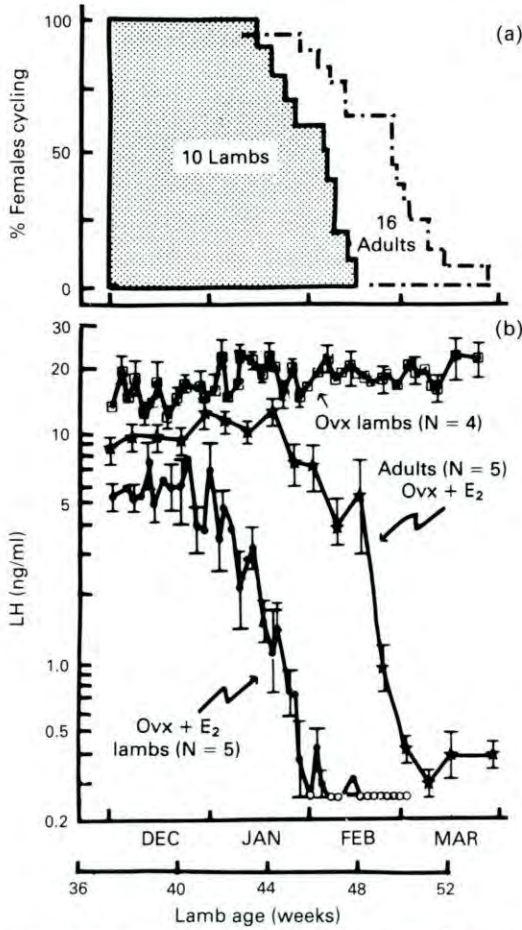 (a)
% Females cycling
100
50
0
10 Lambs
16
Adults
(b)
LH (ng/ml)
30
20
10
5
1.0
0.5
0.2
Ovx lambs (N = 4)
Adults (N = 5)
Ovx + E₂
Ovx + E₂
lambs (N = 5)
DEC JAN FEB MAR
36 40 44 48 52
Lamb age (weeks)